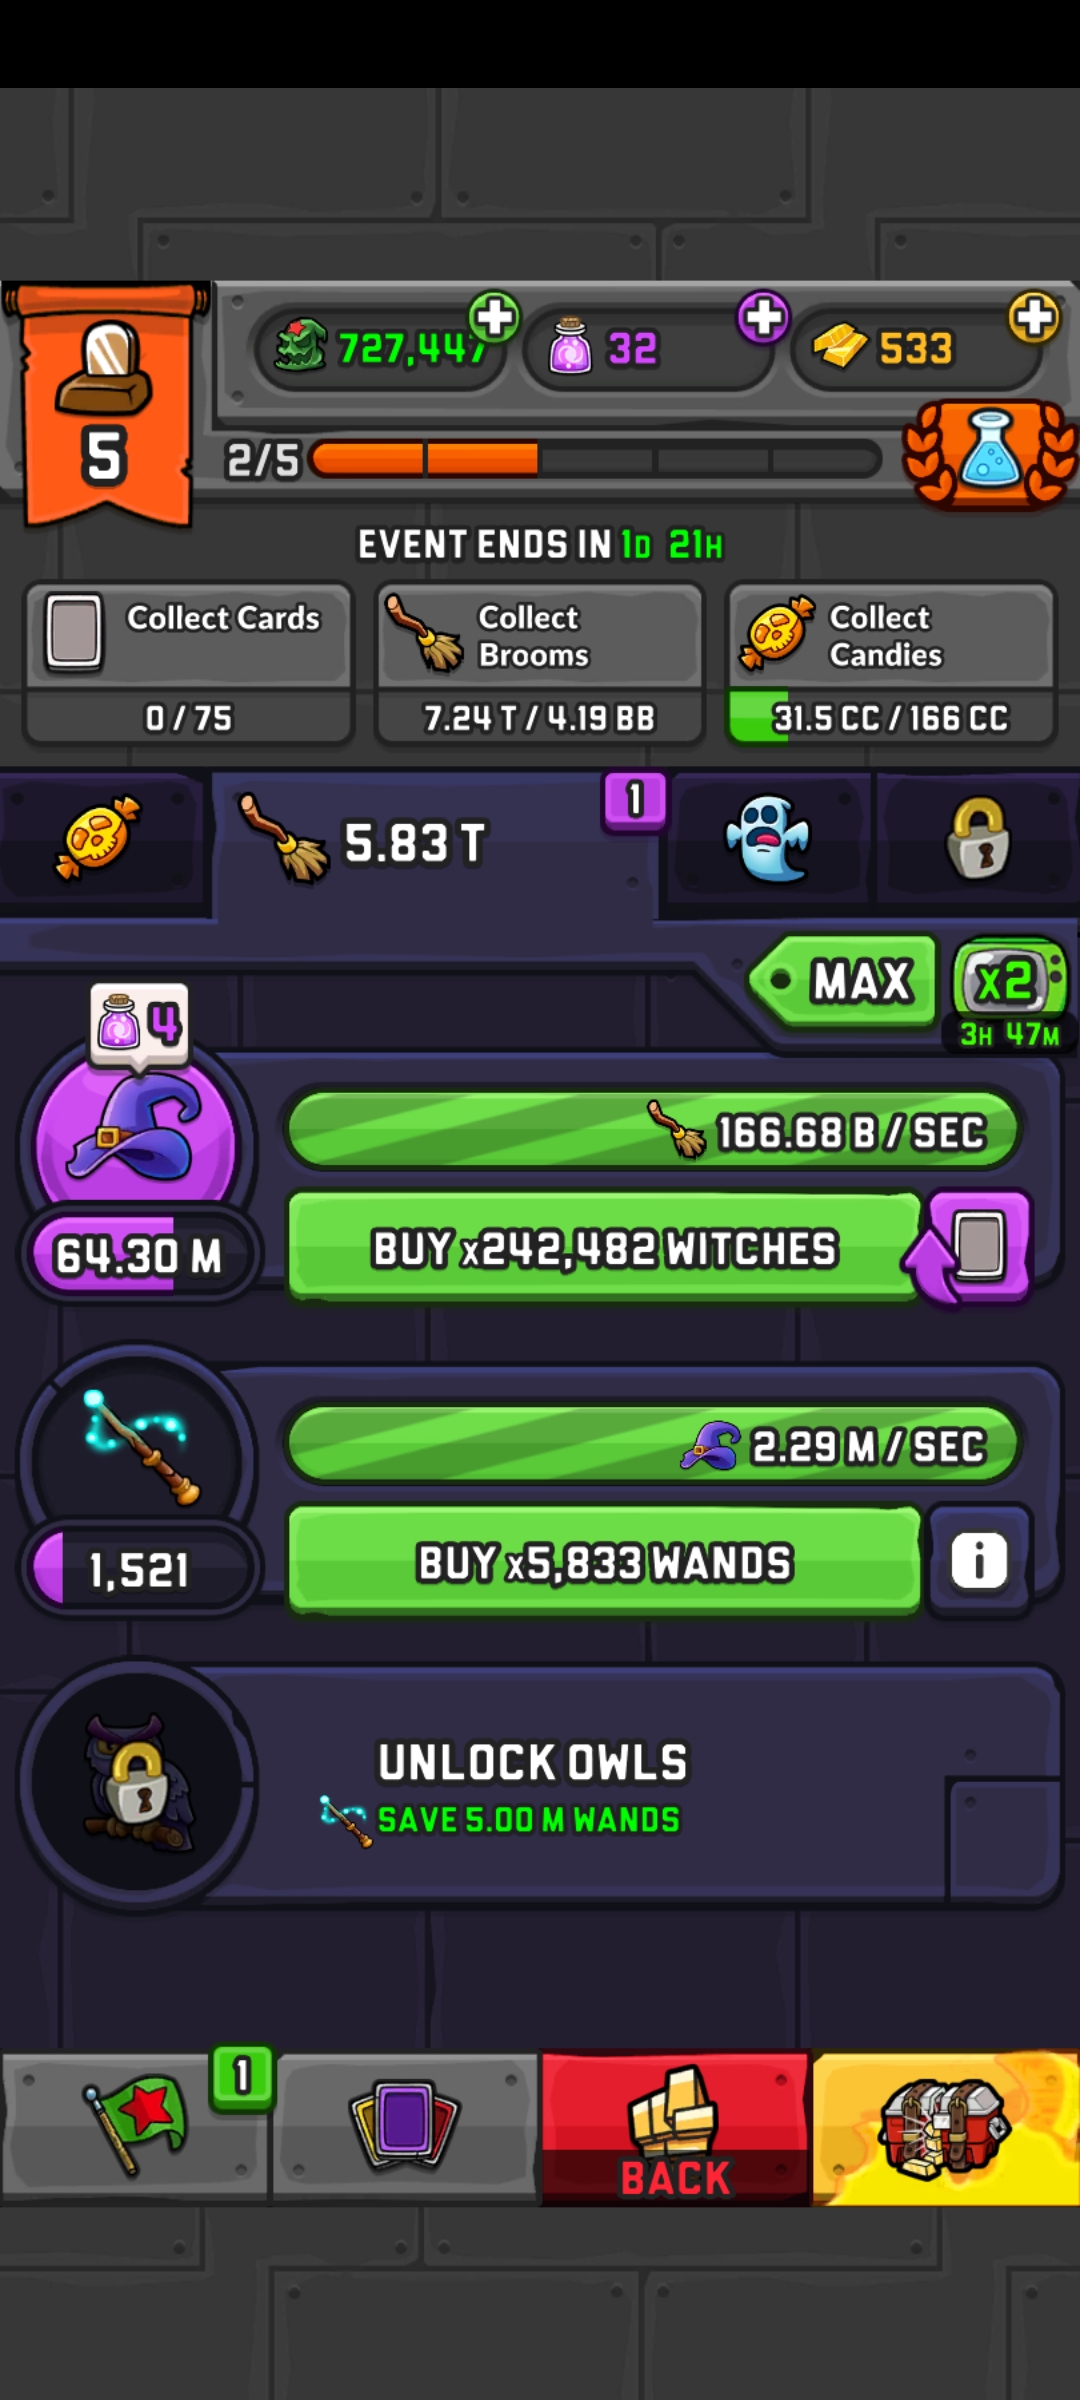 727,447
32
533
5
2/5
EVENT ENDS IN 1D 21H
Collect Cards
0 / 75
Collect
Brooms
7.24 T / 4.19 BB
Collect
Candies
31.5 CC / 166 CC
5.83 T
1
MAX
x2
3H 47M
4
166.68 B / SEC
64.30 M
BUY x242,482 WITCHES
2.29 M / SEC
1,521
BUY x5,833 WANDS
i
UNLOCK OWLS
SAVE 5.00 M WANDS
1
BACK